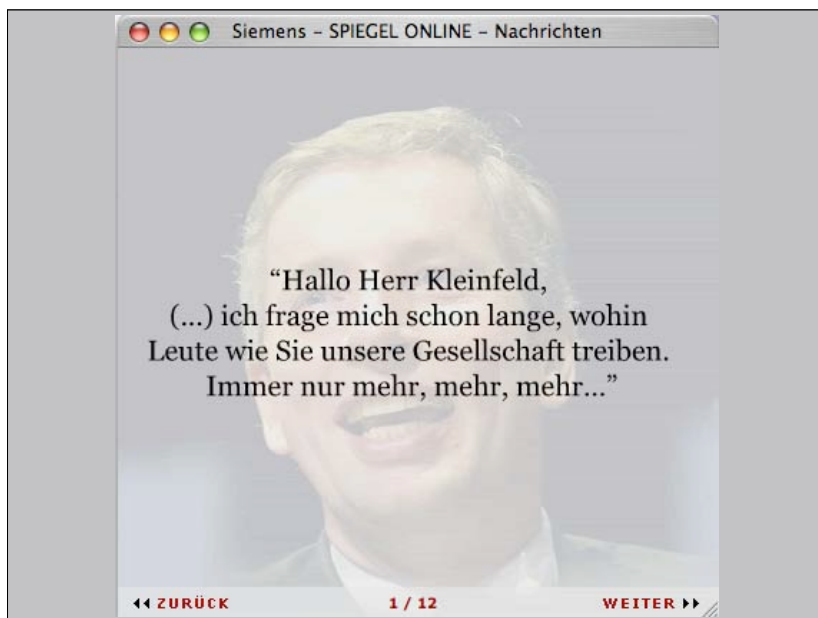 Siemens – SPIEGEL ONLINE – Nachrichten
“Hallo Herr Kleinfeld,
(...) ich frage mich schon lange, wohin
Leute wie Sie unsere Gesellschaft treiben.
Immer nur mehr, mehr, mehr...”
ZURÜCK 1 / 12 WEITER